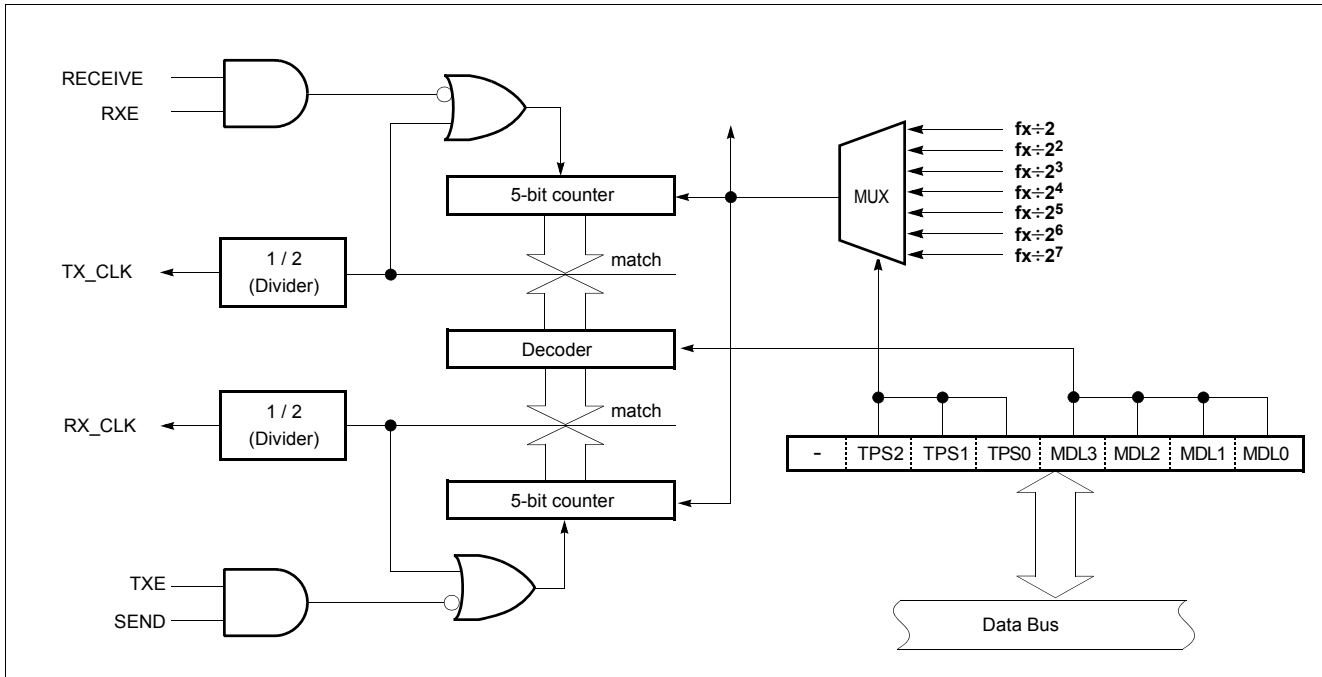 RECEIVE
RXE
5-bit counter
MUX
fx÷2
fx÷2²
fx÷2³
fx÷2⁴
fx÷2⁵
fx÷2⁶
fx÷2⁷
TX_CLK
1 / 2
(Divider)
match
Decoder
RX_CLK
1 / 2
(Divider)
match
- TPS2 TPS1 TPS0 MDL3 MDL2 MDL1 MDL0
5-bit counter
TXE
SEND
Data Bus